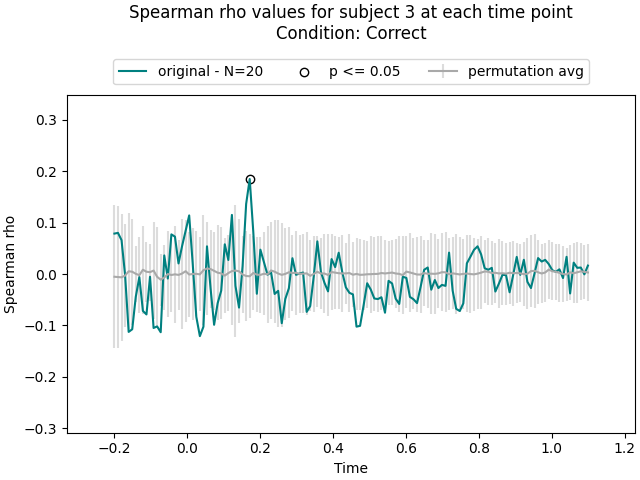 Spearman rho values for subject 3 at each time point
Condition: Correct
original - N=20
p <= 0.05
permutation avg
Spearman rho
0.3
0.2
0.1
0.0
−0.1
−0.2
−0.3
−0.2
0.0
0.2
0.4
0.6
0.8
1.0
1.2
Time